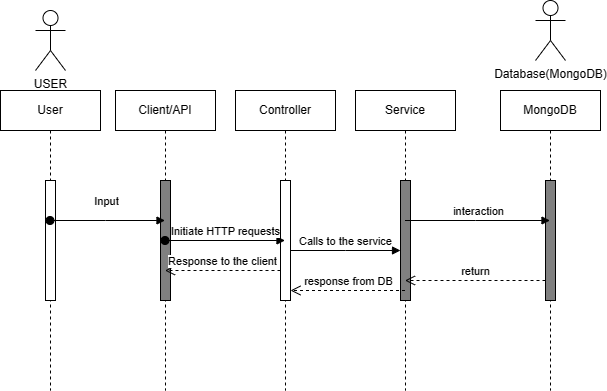 USER
Database(MongoDB)
User
Client/API
Controller
Service
MongoDB
Input
interaction
Initiate HTTP requests
Calls to the service
Response to the client
return
response from DB